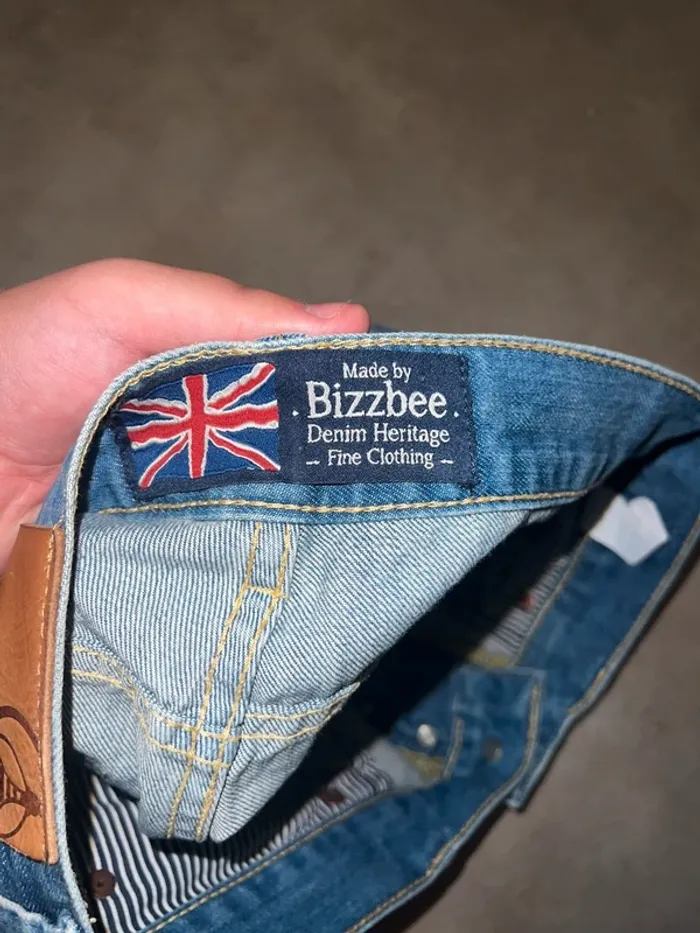 Made by
. Bizzbee .
Denim Heritage
– Fine Clothing –